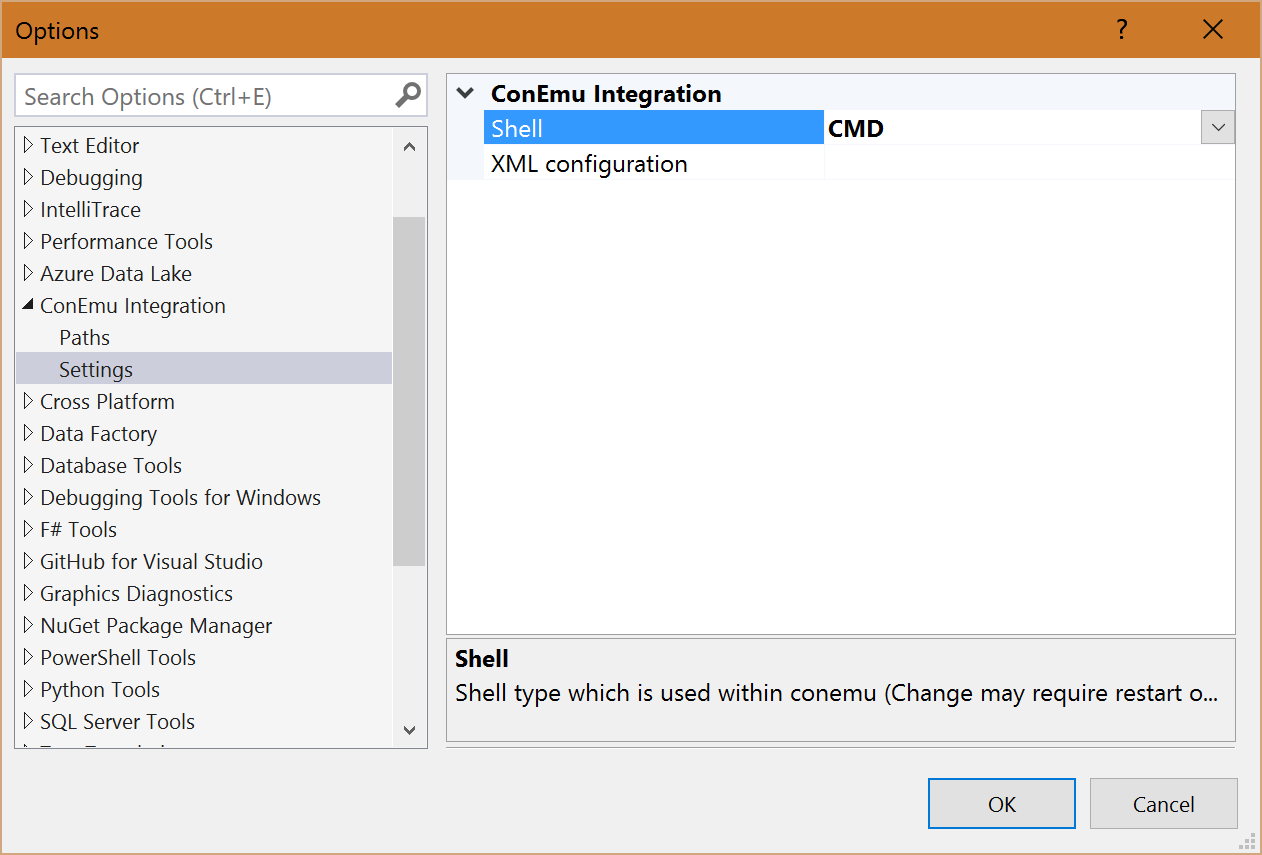 Options
?
Search Options (Ctrl+E)
Text Editor
Debugging
IntelliTrace
Performance Tools
Azure Data Lake
ConEmu Integration
Paths
Settings
Cross Platform
Data Factory
Database Tools
Debugging Tools for Windows
F# Tools
GitHub for Visual Studio
Graphics Diagnostics
NuGet Package Manager
PowerShell Tools
Python Tools
SQL Server Tools
ConEmu Integration
Shell CMD
XML configuration
Shell
Shell type which is used within conemu (Change may require restart o...
OK Cancel